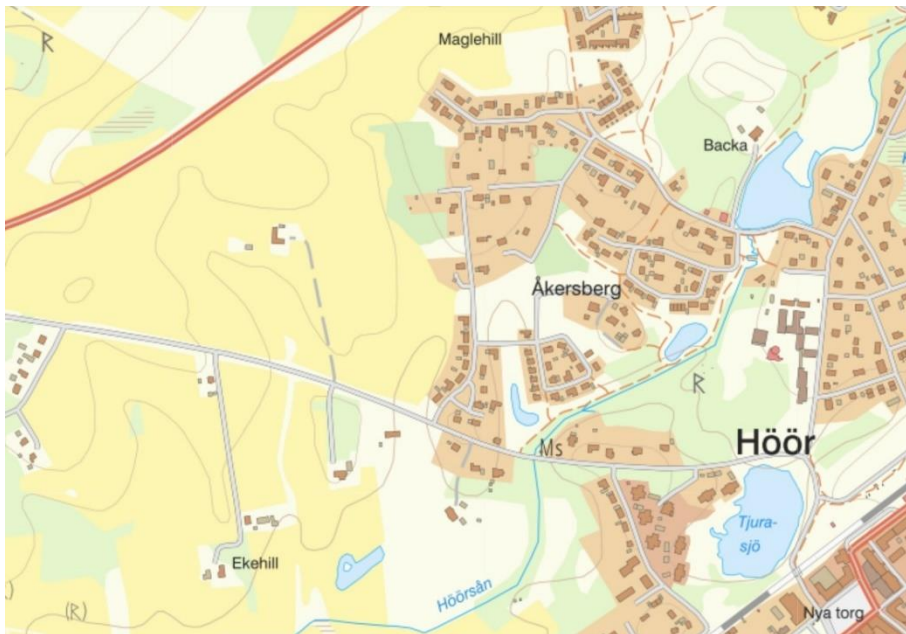 R
Maglehill
Backa
Åkersberg
R
Höör
Ms
Tjura-
sjö
Ekehill
Höörsån
(R)
Nya torg